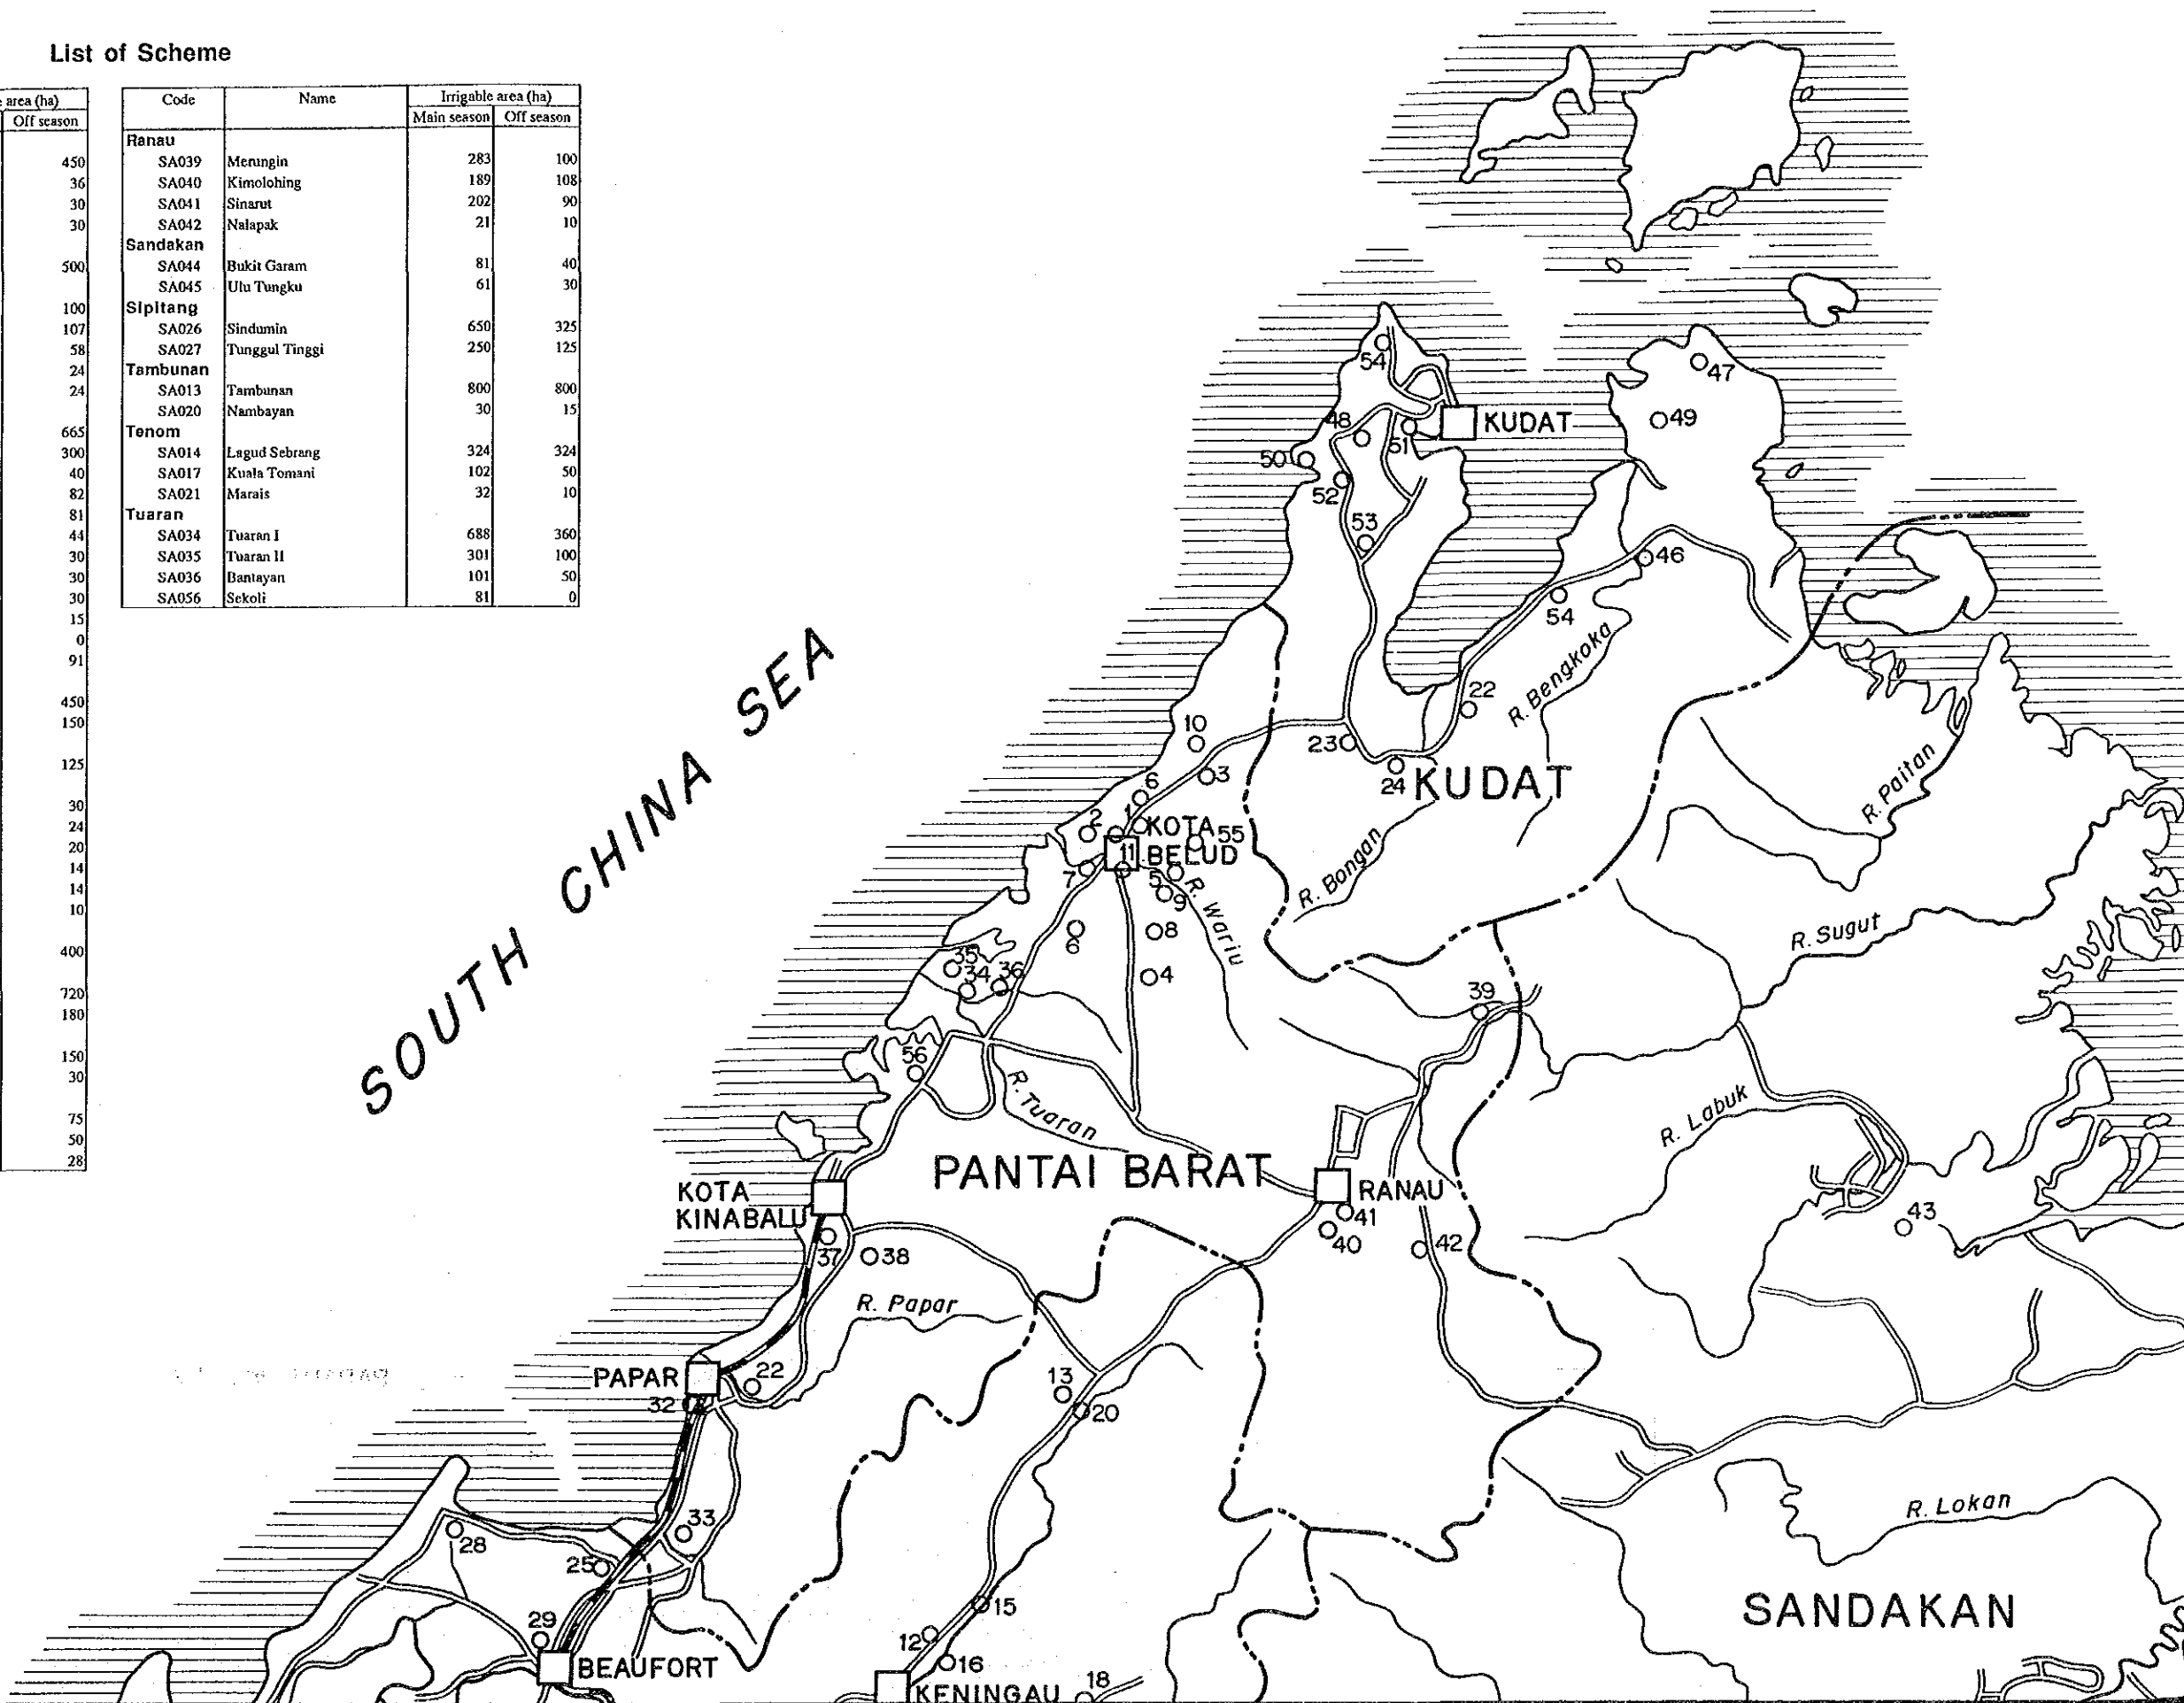 List of Scheme
area (ha)
Off season
450
36
30
30
500
100
107
58
24
24
665
300
40
82
81
44
30
30
30
15
0
91
450
150
125
30
24
20
14
14
10
400
720
180
150
30
75
50
28
Code Name Irrigable area (ha)
Main season Off season
Ranau
SA039 Merungin 283 100
SA040 Kimolohing 189 108
SA041 Sinarut 202 90
SA042 Nalapak 21 10
Sandakan
SA044 Bukit Garam 81 40
SA045 Ulu Tungku 61 30
Sipitang
SA026 Sindumin 650 325
SA027 Tunggul Tinggi 250 125
Tambunan
SA013 Tambunan 800 800
SA020 Nambayan 30 15
Tenom
SA014 Lagud Sebrang 324 324
SA017 Kuala Tomani 102 50
SA021 Marais 32 10
Tuaran
SA034 Tuaran I 688 360
SA035 Tuaran II 301 100
SA036 Bantayan 101 50
SA056 Sekoli 81 0
SOUTH CHINA SEA
54
47
48
51
KUDAT
49
50
52
53
46
54
R. Bengkoka
22
10
23
3
24
KUDAT
6
R. Paitan
2
1
KOTA
BELUD
55
11
7
5
9
R. Wariu
R. Bongan
6
8
4
R. Sugut
35
34
36
39
56
R. Tuaran
R. Labuk
PANTAI BARAT
KOTA
KINABALU
RANAU
41
40
42
43
37
38
R. Papar
PAPAR
22
32
13
20
33
28
25
R. Lokan
29
15
12
16
SANDAKAN
BEAUFORT
KENINGAU
18